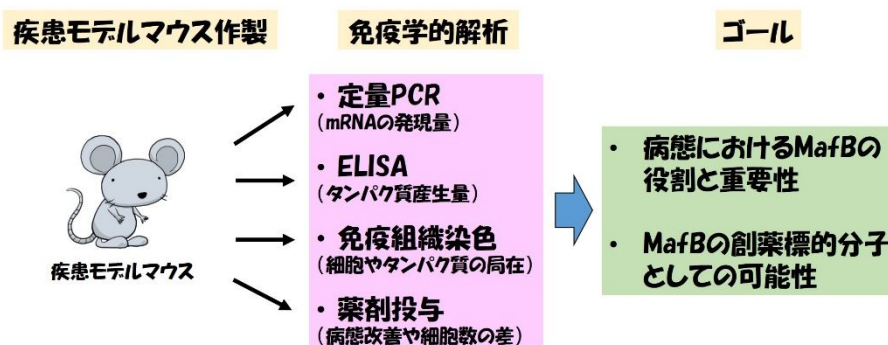 疾患モデルマウス作製
免疫学的解析
ゴール
疾患モデルマウス
・ 定量PCR
(mRNAの発現量)
・ ELISA
(タンパク質産生量)
・ 免疫組織染色
(細胞やタンパク質の局在)
・ 薬剤投与
(病態改善や細胞数の差)
・ 病態におけるMafBの
役割と重要性
・ MafBの創薬標的分子
としての可能性